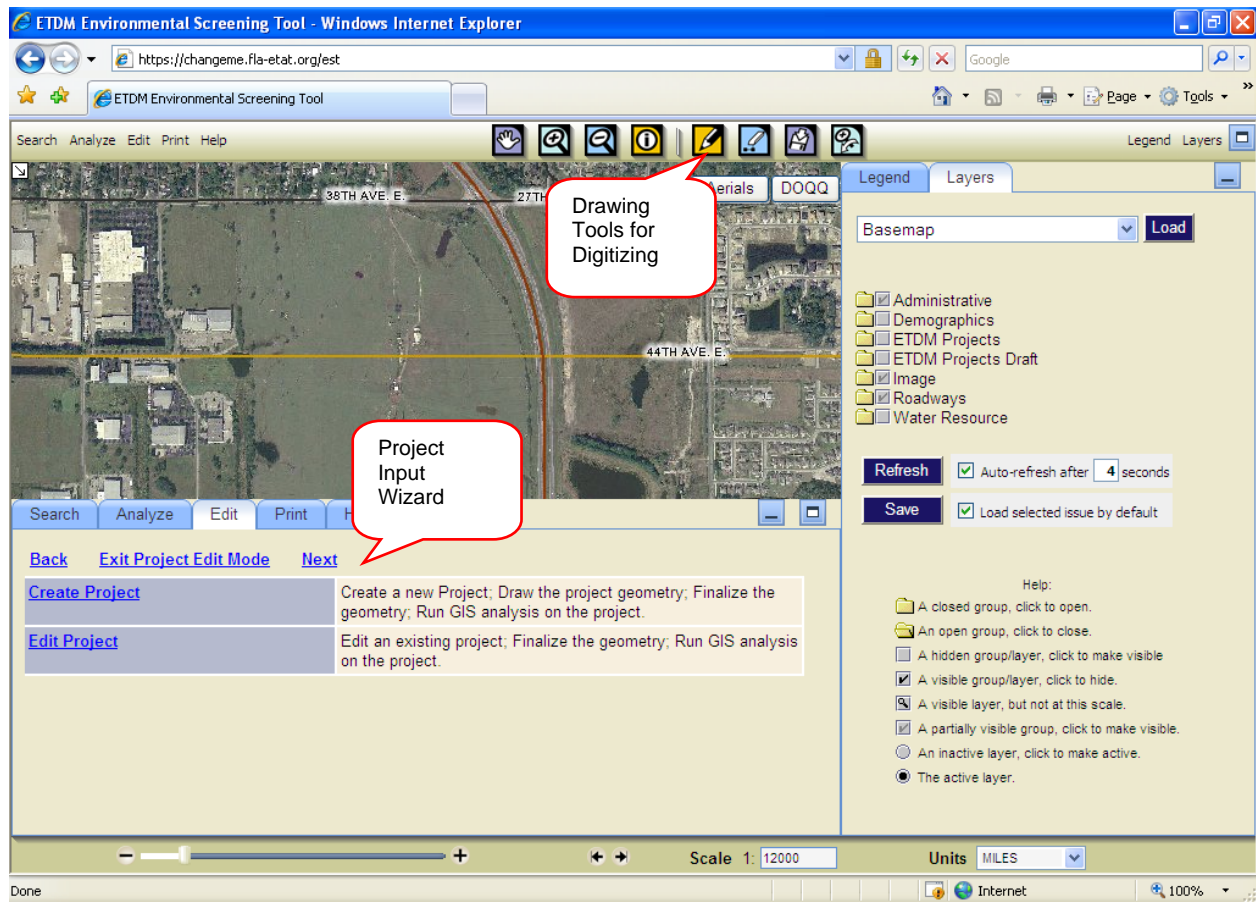 ETDM Environmental Screening Tool - Windows Internet Explorer
https://changeme.fla-etat.org/est
Google
ETDM Environmental Screening Tool
Page
Tools
»
Search Analyze Edit Print Help
Legend Layers
38TH AVE. E.
27TH
Aerials
DOQQ
Drawing
Tools for
Digitizing
44TH AVE. E.
Project
Input
Wizard
Legend Layers
Basemap
Load
Administrative
Demographics
ETDM Projects
ETDM Projects Draft
Image
Roadways
Water Resource
Refresh
Auto-refresh after 4 seconds
Save
Load selected issue by default
Help:
A closed group, click to open.
An open group, click to close.
A hidden group/layer, click to make visible
A visible group/layer, click to hide.
A visible layer, but not at this scale.
A partially visible group, click to make visible.
An inactive layer, click to make active.
The active layer.
Search Analyze Edit Print H
Back Exit Project Edit Mode Next
Create Project
Create a new Project; Draw the project geometry; Finalize the
geometry; Run GIS analysis on the project.
Edit Project
Edit an existing project; Finalize the geometry; Run GIS analysis
on the project.
Scale 1: 12000
Units MILES
Done
Internet
100%